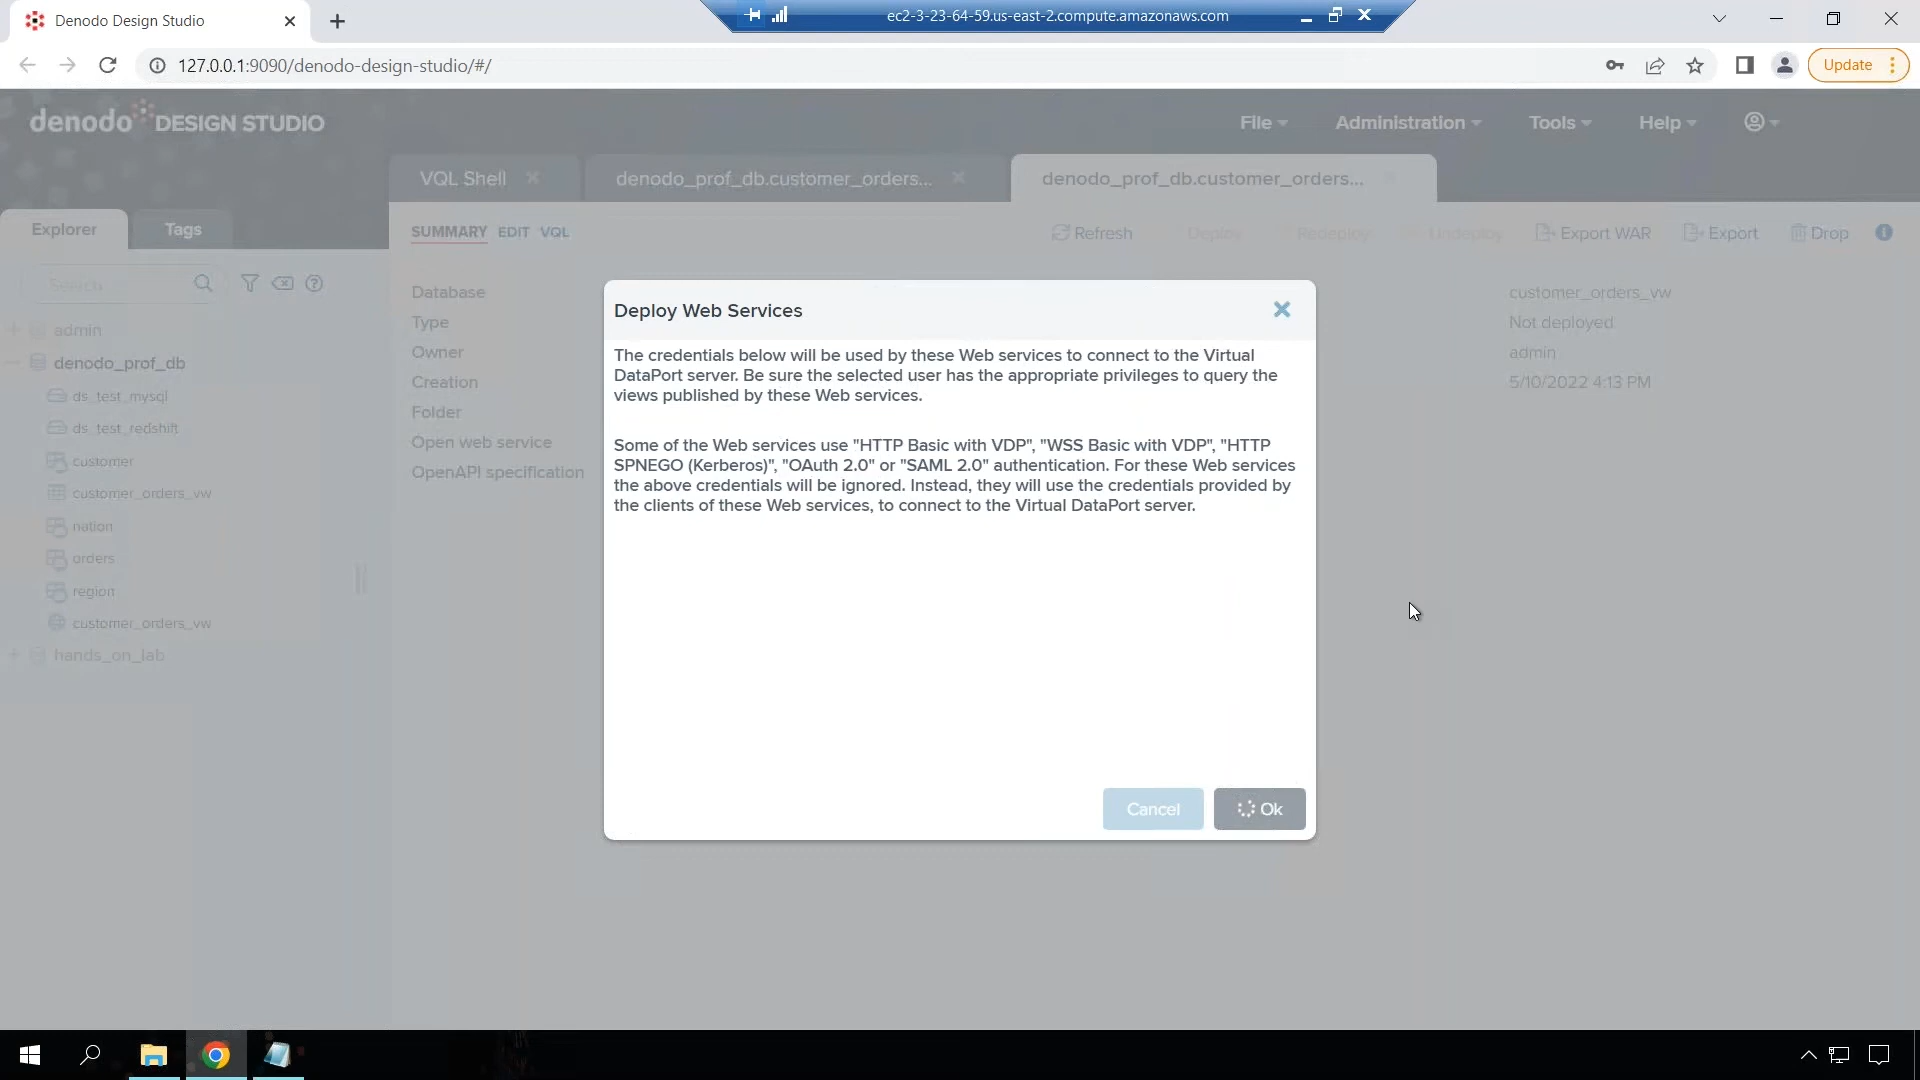 Denodo Design Studio
ec2-3-23-64-59.us-east-2.compute.amazonaws.com
127.0.0.1:9090/denodo-design-studio/#/
Update
denodo DESIGN STUDIO
File
Administration
Tools
Help
VQL Shell
denodo_prof_db.customer_orders...
denodo_prof_db.customer_orders...
Explorer
Tags
SUMMARY
EDIT
VQL
Refresh
Deploy
Redeploy
Undeploy
Export WAR
Export
Drop
Search
admin
denodo_prof_db
ds_test_mysql
ds_test_redshift
customer
customer_orders_vw
nation
orders
region
customer_orders_vw
hands_on_lab
Database
Type
Owner
Creation
Folder
Open web service
OpenAPI specification
customer_orders_vw
Not deployed
admin
5/10/2022 4:13 PM
Deploy Web Services
The credentials below will be used by these Web services to connect to the Virtual
DataPort server. Be sure the selected user has the appropriate privileges to query the
views published by these Web services.
Some of the Web services use "HTTP Basic with VDP", "WSS Basic with VDP", "HTTP
SPNEGO (Kerberos)", "OAuth 2.0" or "SAML 2.0" authentication. For these Web services
the above credentials will be ignored. Instead, they will use the credentials provided by
the clients of these Web services, to connect to the Virtual DataPort server.
Cancel
Ok